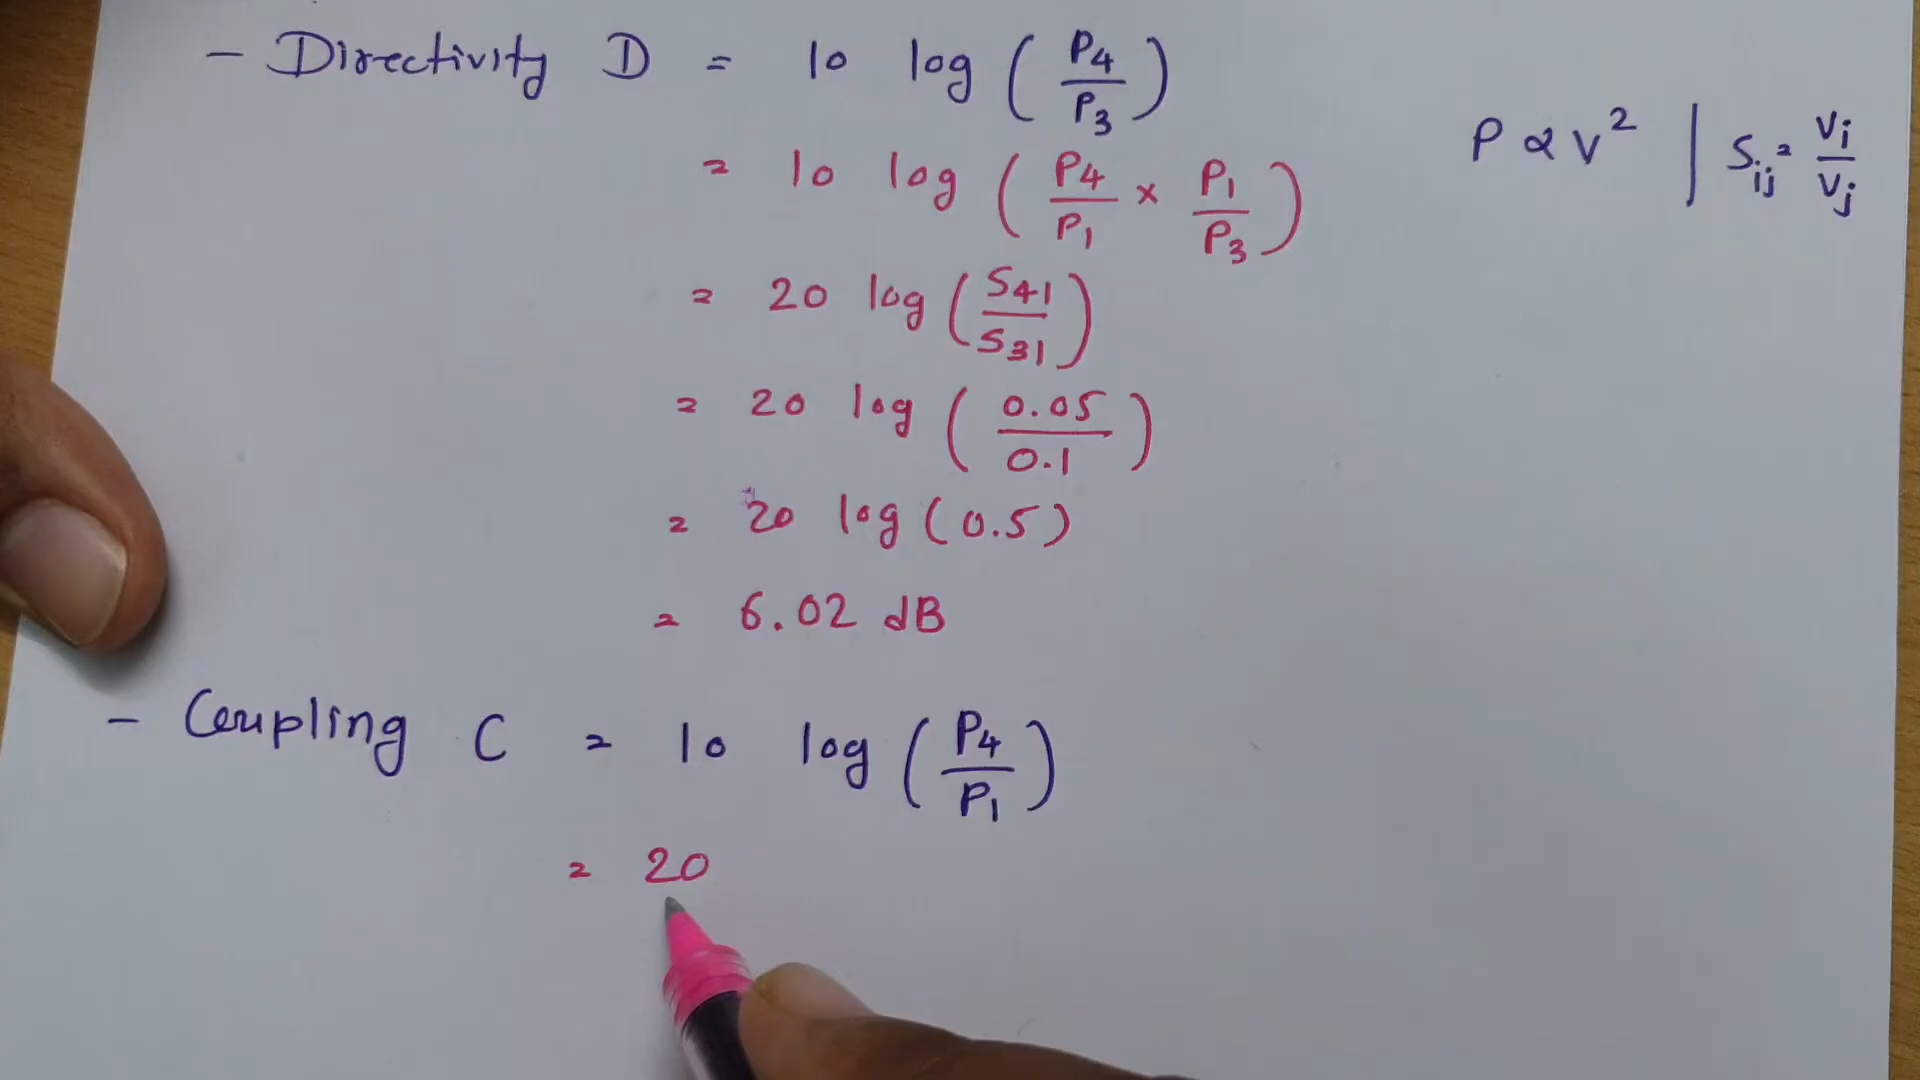 - Directivity D = 10 log (P4/P3)
= 10 log (P4/P1 × P1/P3)
= 20 log (S41/S31)
= 20 log (0.05/0.1)
= 20 log (0.5)
= 6.02 dB
- Coupling C = 10 log (P4/P1)
= 20
P ∝ V² | Sij = Vi/Vj